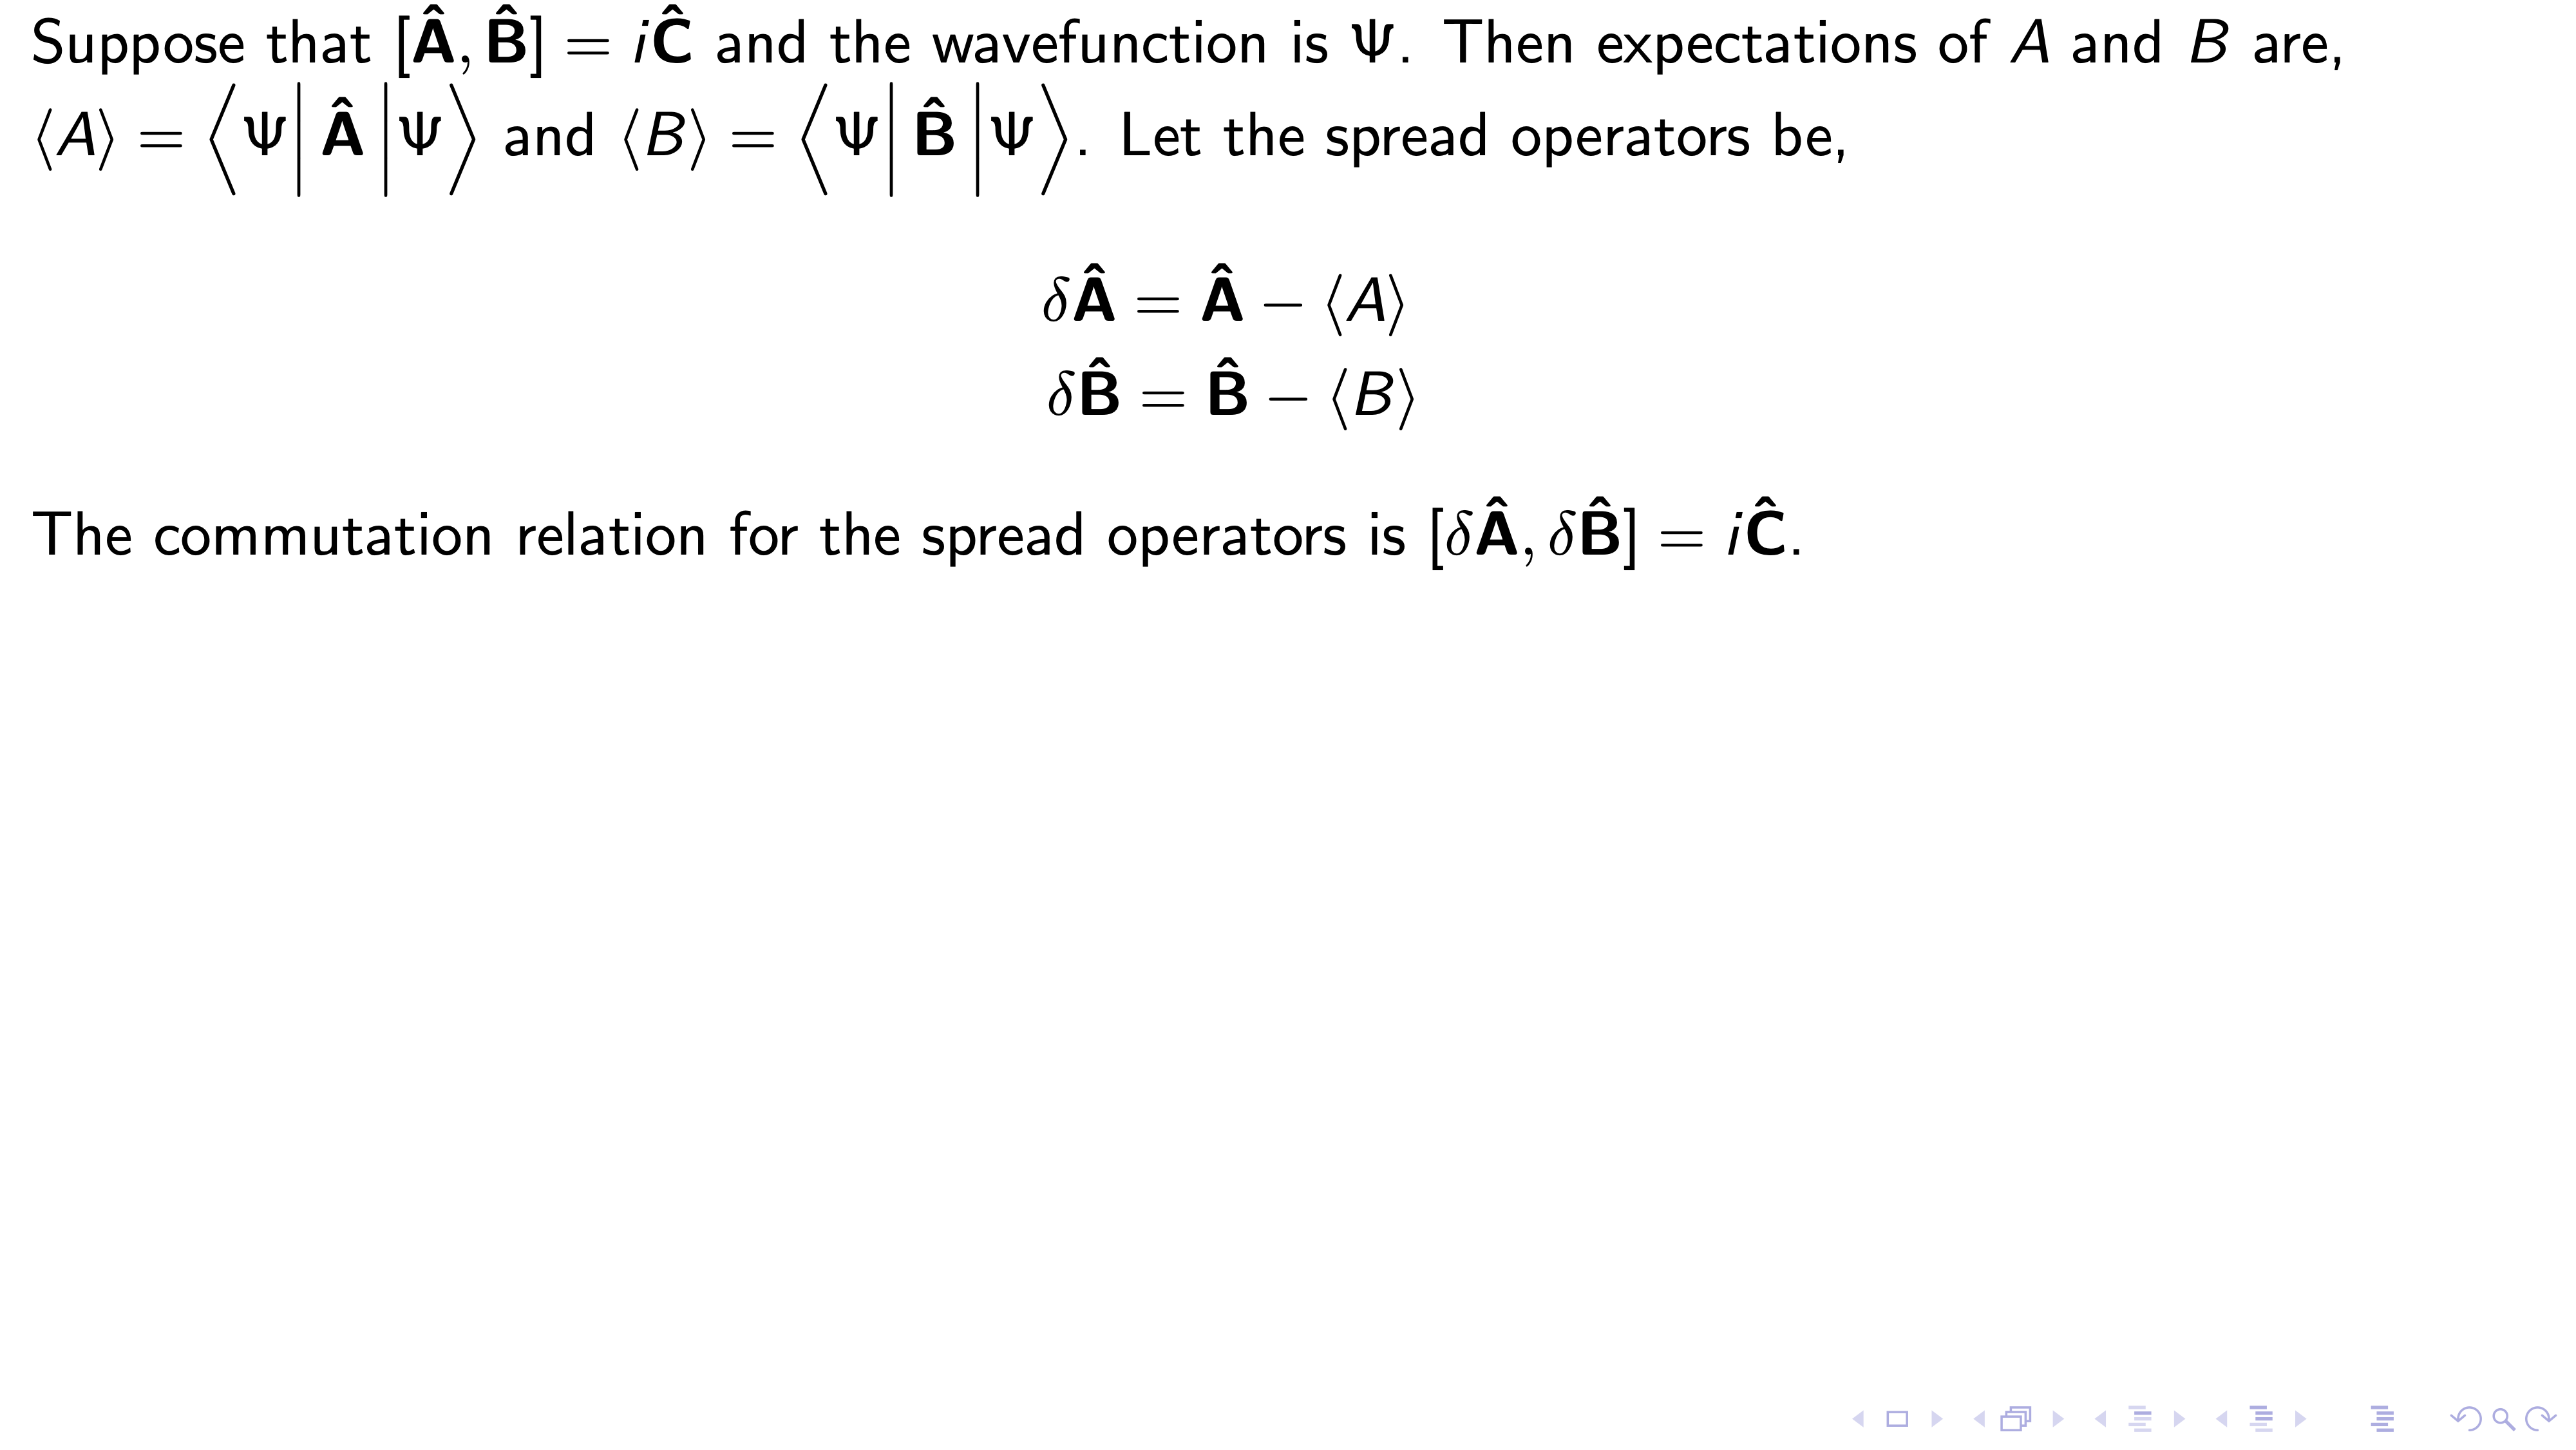 Suppose that [Â, B̂] = iĈ and the wavefunction is Ψ. Then expectations of A and B are,
⟨A⟩ = ⟨Ψ| Â |Ψ⟩ and ⟨B⟩ = ⟨Ψ| B̂ |Ψ⟩. Let the spread operators be,
δÂ = Â − ⟨A⟩
δB̂ = B̂ − ⟨B⟩
The commutation relation for the spread operators is [δÂ, δB̂] = iĈ.